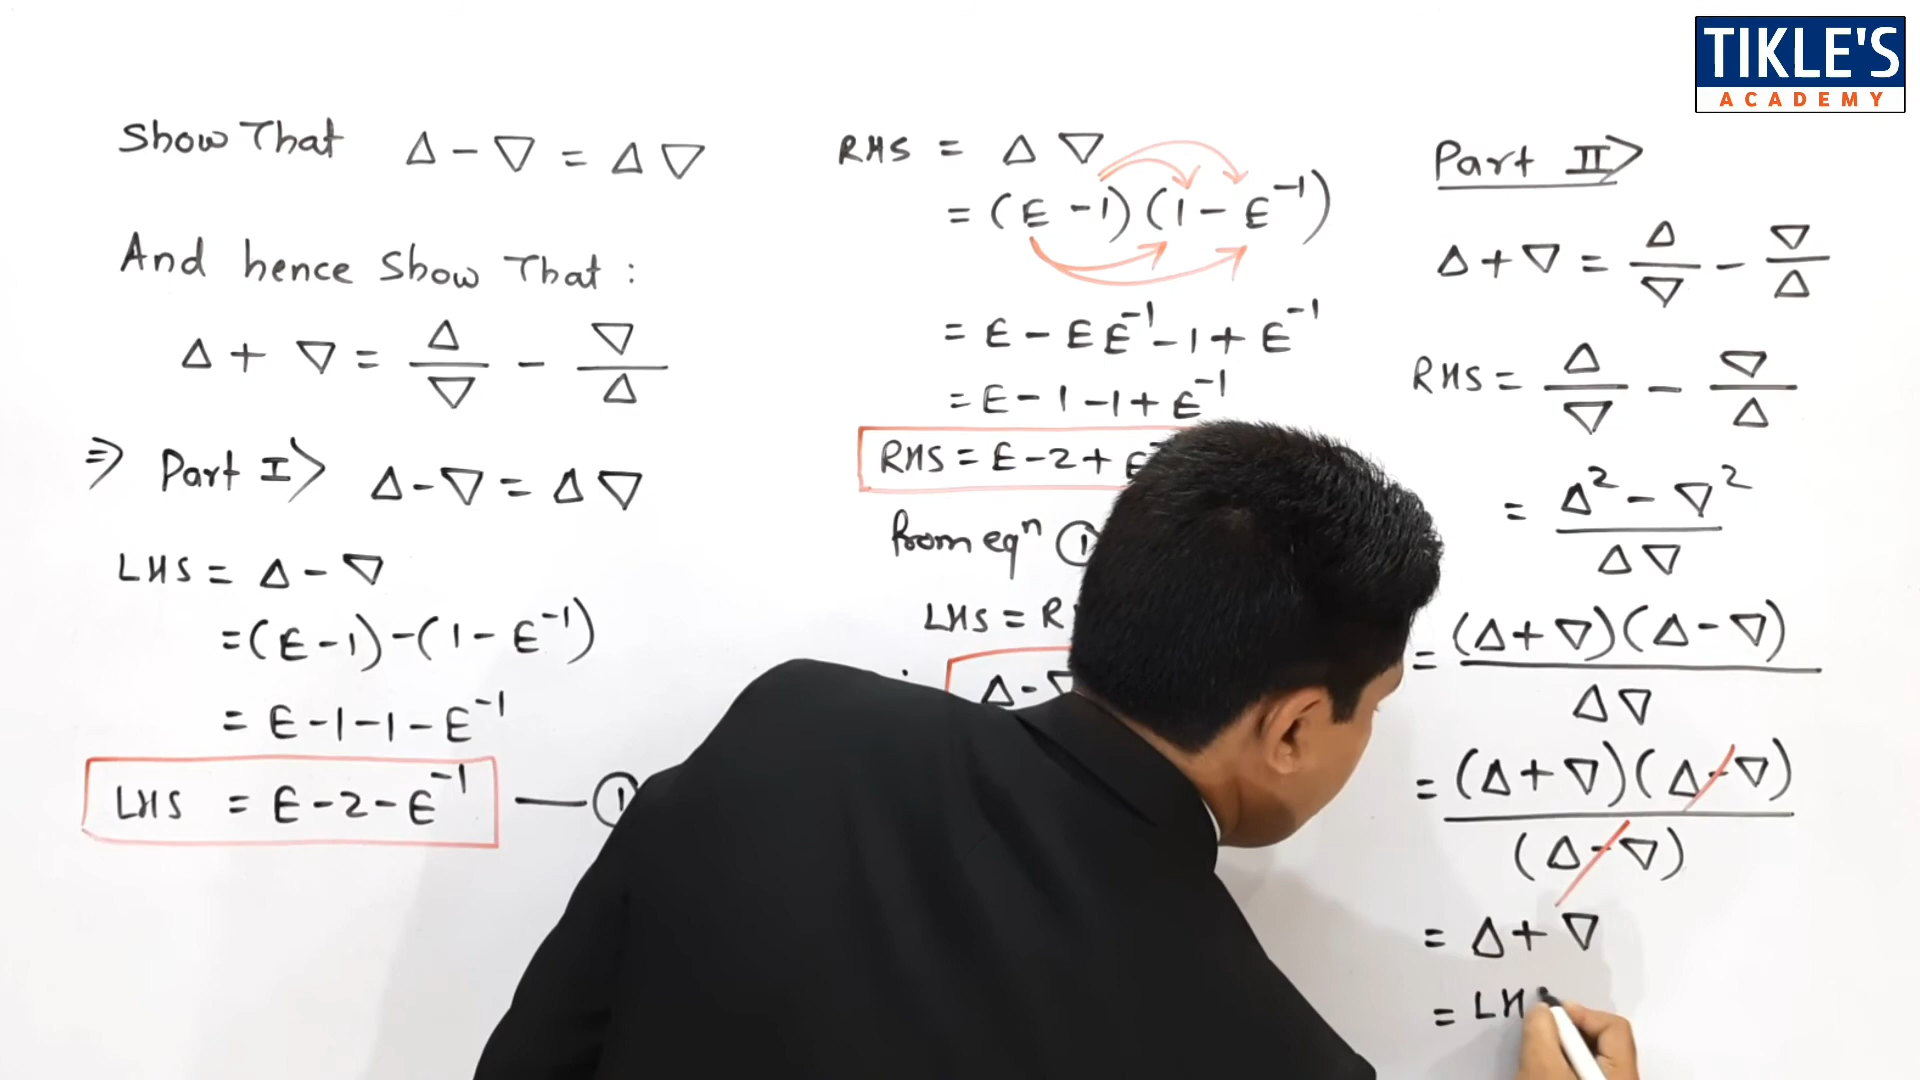 TIKLE'S
ACADEMY
Show That Δ - ∇ = Δ ∇
And hence Show That :
Δ + ∇ = Δ/∇ - ∇/Δ
⇒ Part I> Δ - ∇ = Δ ∇
LHS = Δ - ∇
= (E - 1) - (1 - E⁻¹)
= E - 1 - 1 - E⁻¹
LHS = E - 2 - E⁻¹ — ①
RHS = Δ ∇
= (E - 1) (1 - E⁻¹)
= E - E E⁻¹ - 1 + E⁻¹
= E - 1 - 1 + E⁻¹
RHS = E - 2 +
from eqⁿ ①
LHS =
Δ - ∇
Part II>
Δ + ∇ = Δ/∇ - ∇/Δ
RHS = Δ/∇ - ∇/Δ
= Δ² - ∇² / Δ ∇
= (Δ + ∇) (Δ - ∇) / Δ ∇
= (Δ + ∇) (Δ - ∇) / (Δ - ∇)
= Δ + ∇
= LH